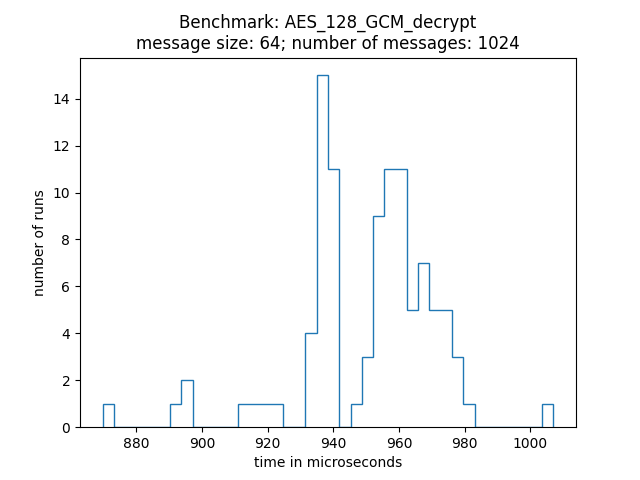 Benchmark: AES_128_GCM_decrypt
message size: 64; number of messages: 1024
14
12
10
8
6
4
2
0
number of runs
880 900 920 940 960 980 1000
time in microseconds